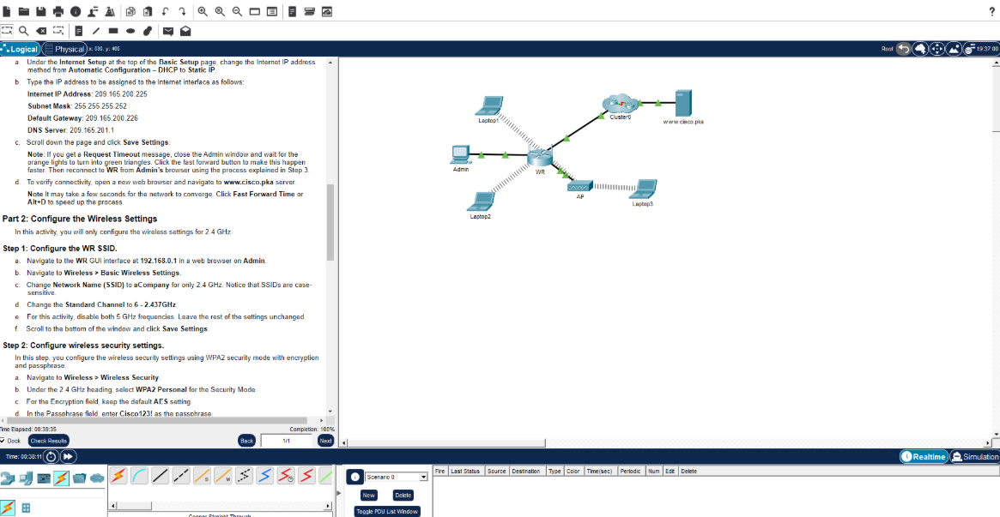 ?
Logical
Physical
x: 590, y: 485
Root
19:37:00
a. Under the Internet Setup at the top of the Basic Setup page, change the Internet IP address
method from Automatic Configuration – DHCP to Static IP.
b. Type the IP address to be assigned to the Internet interface as follows:
Internet IP Address: 209.165.200.225
Subnet Mask: 255.255.255.252
Default Gateway: 209.165.200.226
DNS Server: 209.165.201.1
c. Scroll down the page and click Save Settings.
Note: If you get a Request Timeout message, close the Admin window and wait for the
orange lights to turn into green triangles. Click the fast forward button to make this happen
faster. Then reconnect to WR from Admin's browser using the process explained in Step 3.
d. To verify connectivity, open a new web browser and navigate to www.cisco.pka server.
Note It may take a few seconds for the network to converge. Click Fast Forward Time or
Alt+D to speed up the process.
Part 2: Configure the Wireless Settings
In this activity, you will only configure the wireless settings for 2.4 GHz.
Step 1: Configure the WR SSID.
a. Navigate to the WR GUI interface at 192.168.0.1 in a web browser on Admin.
b. Navigate to Wireless > Basic Wireless Settings.
c. Change Network Name (SSID) to aCompany for only 2.4 GHz. Notice that SSIDs are case-
sensitive.
d. Change the Standard Channel to 6 - 2.437GHz
e. For this activity, disable both 5 GHz frequencies. Leave the rest of the settings unchanged.
f. Scroll to the bottom of the window and click Save Settings.
Step 2: Configure wireless security settings.
In this step, you configure the wireless security settings using WPA2 security mode with encryption
and passphrase.
a. Navigate to Wireless > Wireless Security
b. Under the 2.4 GHz heading, select WPA2 Personal for the Security Mode.
c. For the Encryption field, keep the default AES setting.
d. In the Passphrase field, enter Cisco123! as the passphrase.
Time Elapsed: 00:39:35
Completion: 100%
Dock
Check Results
Back
1/1
Next
Laptop1
Cluster0
www.cisco.pka
Admin
WR
AP
Laptop3
Laptop2
Time: 00:38:11
Realtime
Simulation
Scenario 0
New
Delete
Toggle PDU List Window
Fire Last Status Source Destination Type Color Time(sec) Periodic Num Edit Delete
Copper Straight-Through